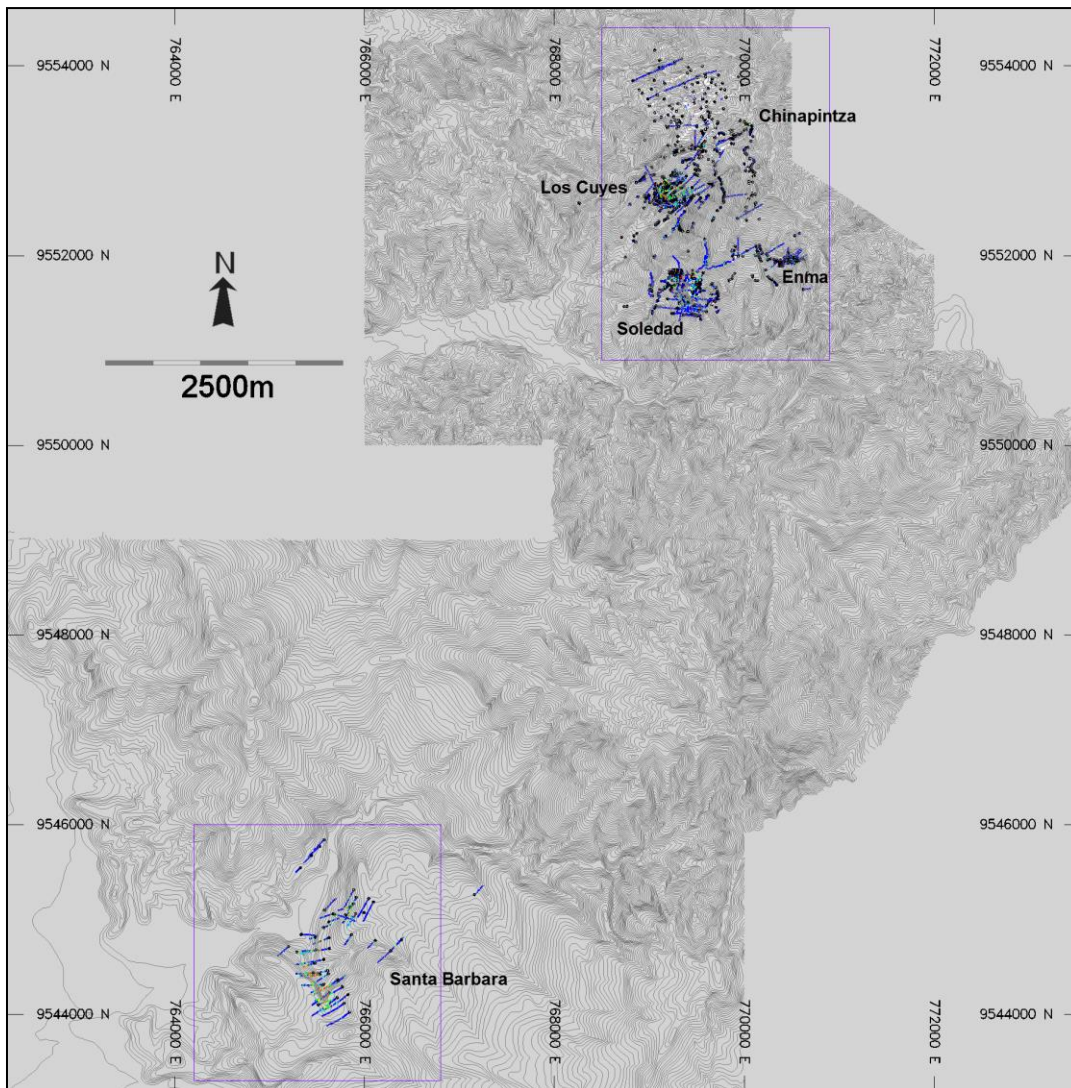 764000 E
766000 E
768000 E
770000 E
772000 E
9554000 N
9554000 N
Chinapintza
Los Cuyes
9552000 N
9552000 N
N
Enma
Soledad
2500m
9550000 N
9550000 N
9548000 N
9548000 N
9546000 N
9546000 N
Santa Barbara
9544000 N
9544000 N
764000 E
766000 E
768000 E
770000 E
772000 E